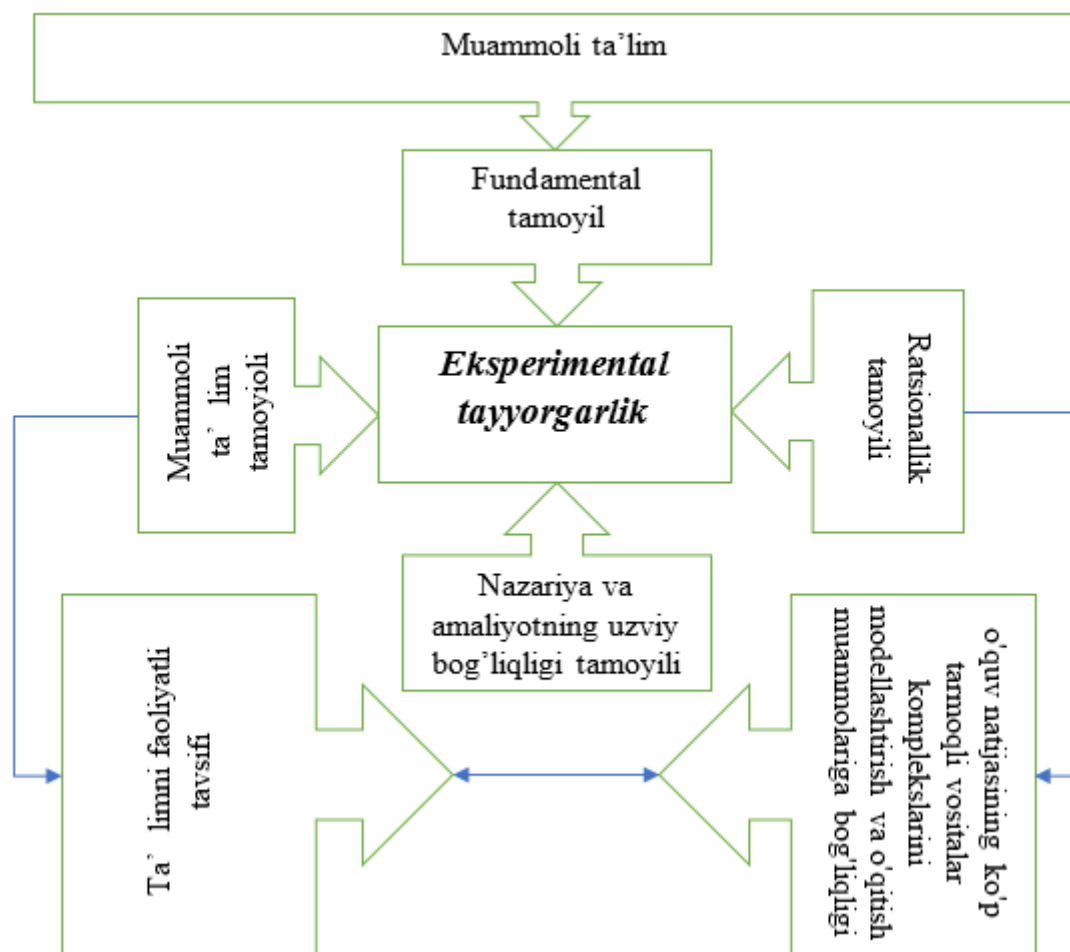 Muammoli ta’lim
Fundamental
tamoyil
Muammoli
ta’ lim
tamoyioli
Eksperimental
tayyorgarlik
Ratsionallik
tamoyili
Nazariya va
amaliyotning uzviy
bog’liqligi tamoyili
Ta’ limni faoliyatli
tavsifi
o'quv natijasining ko'p
tarmoqli vositalar
komplekslarini
modellashtirish va o'qitish
muammolariga bog'liqligi